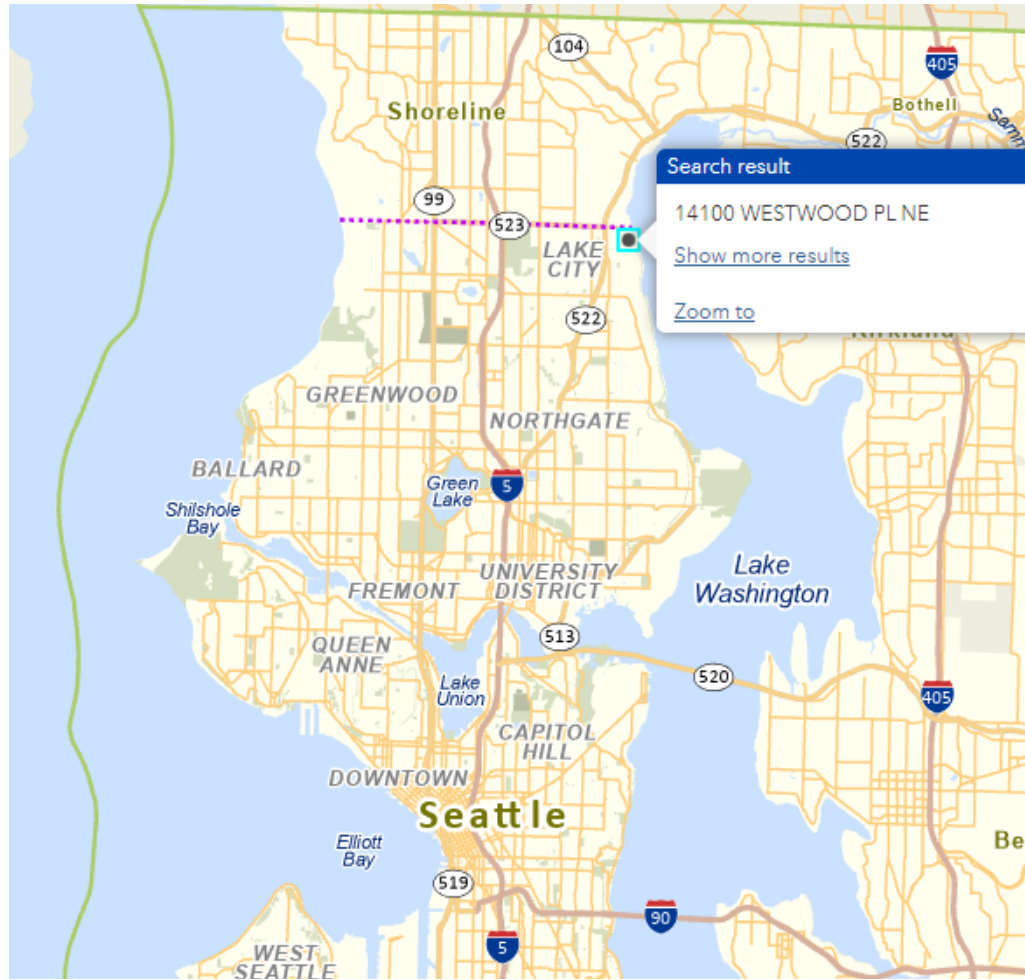 104
405
Shoreline
Bothell
522
Search result
14100 WESTWOOD PL NE
Show more results
Zoom to
99
523
LAKE
CITY
522
Kirkland
GREENWOOD
NORTHGATE
BALLARD
Green
Lake
5
Shilshole
Bay
Lake
Washington
UNIVERSITY
DISTRICT
FREMONT
513
QUEEN
ANNE
520
Lake
Union
405
CAPITOL
HILL
DOWNTOWN
Seattle
Elliott
Bay
Be
519
90
5
WEST
SEATTLE